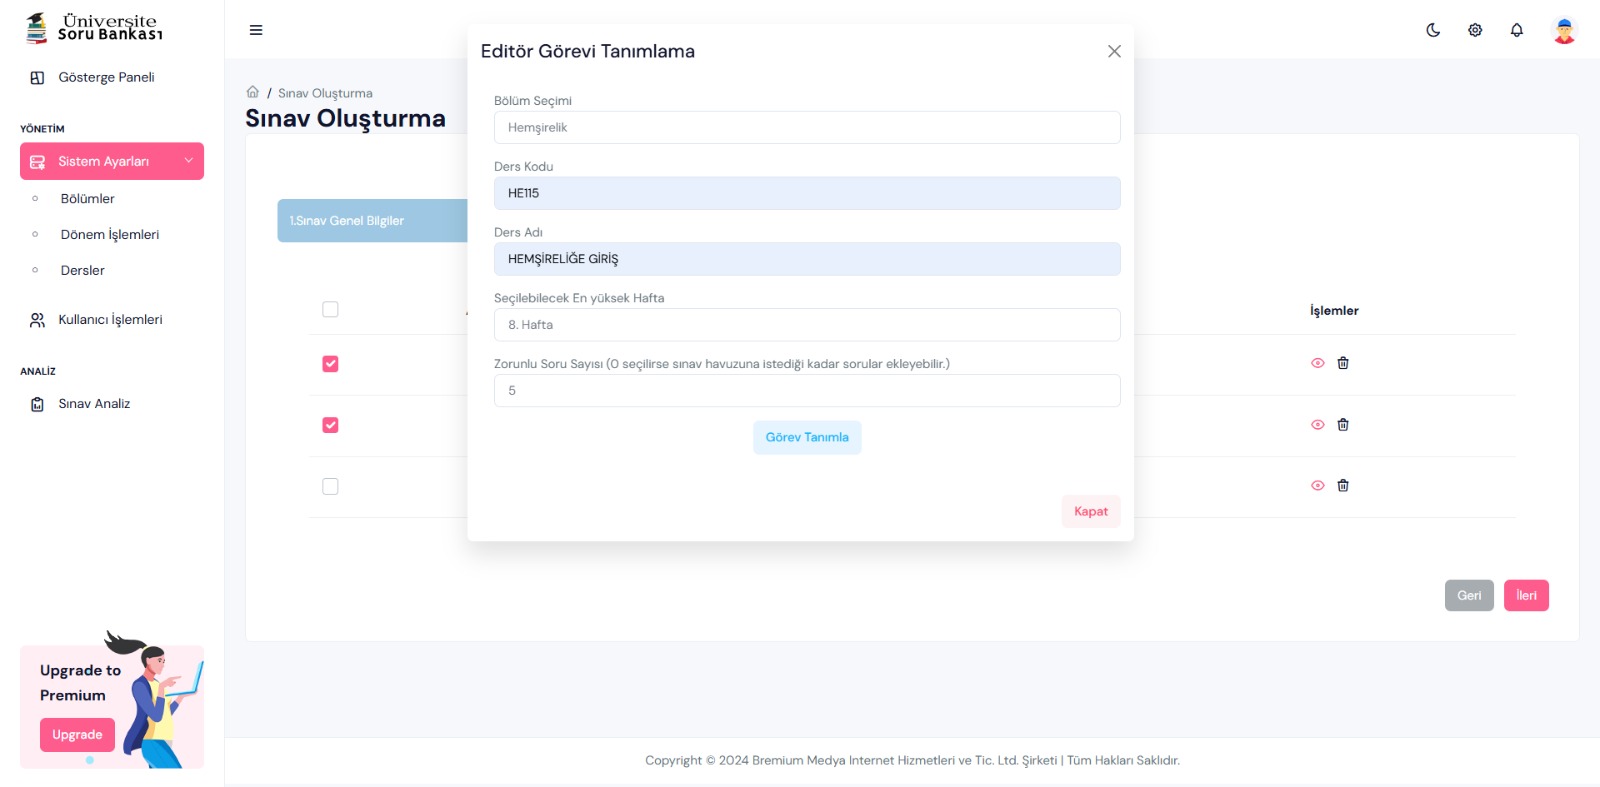 Üniversite
Soru Bankası
Gösterge Paneli
YÖNETİM
Sistem Ayarları
Bölümler
Dönem İşlemleri
Dersler
Kullanıcı İşlemleri
ANALİZ
Sınav Analiz
Upgrade to
Premium
Upgrade
/ Sınav Oluşturma
Sınav Oluşturma
1.Sınav Genel Bilgiler
İşlemler
Editör Görevi Tanımlama
Bölüm Seçimi
Hemşirelik
Ders Kodu
HE115
Ders Adı
HEMŞİRELİĞE GİRİŞ
Seçilebilecek En yüksek Hafta
8. Hafta
Zorunlu Soru Sayısı (0 seçilirse sınav havuzuna istediği kadar sorular ekleyebilir.)
5
Görev Tanımla
Kapat
Geri
İleri
Copyright © 2024 Bremium Medya Internet Hizmetleri ve Tic. Ltd. Şirketi | Tüm Hakları Saklıdır.